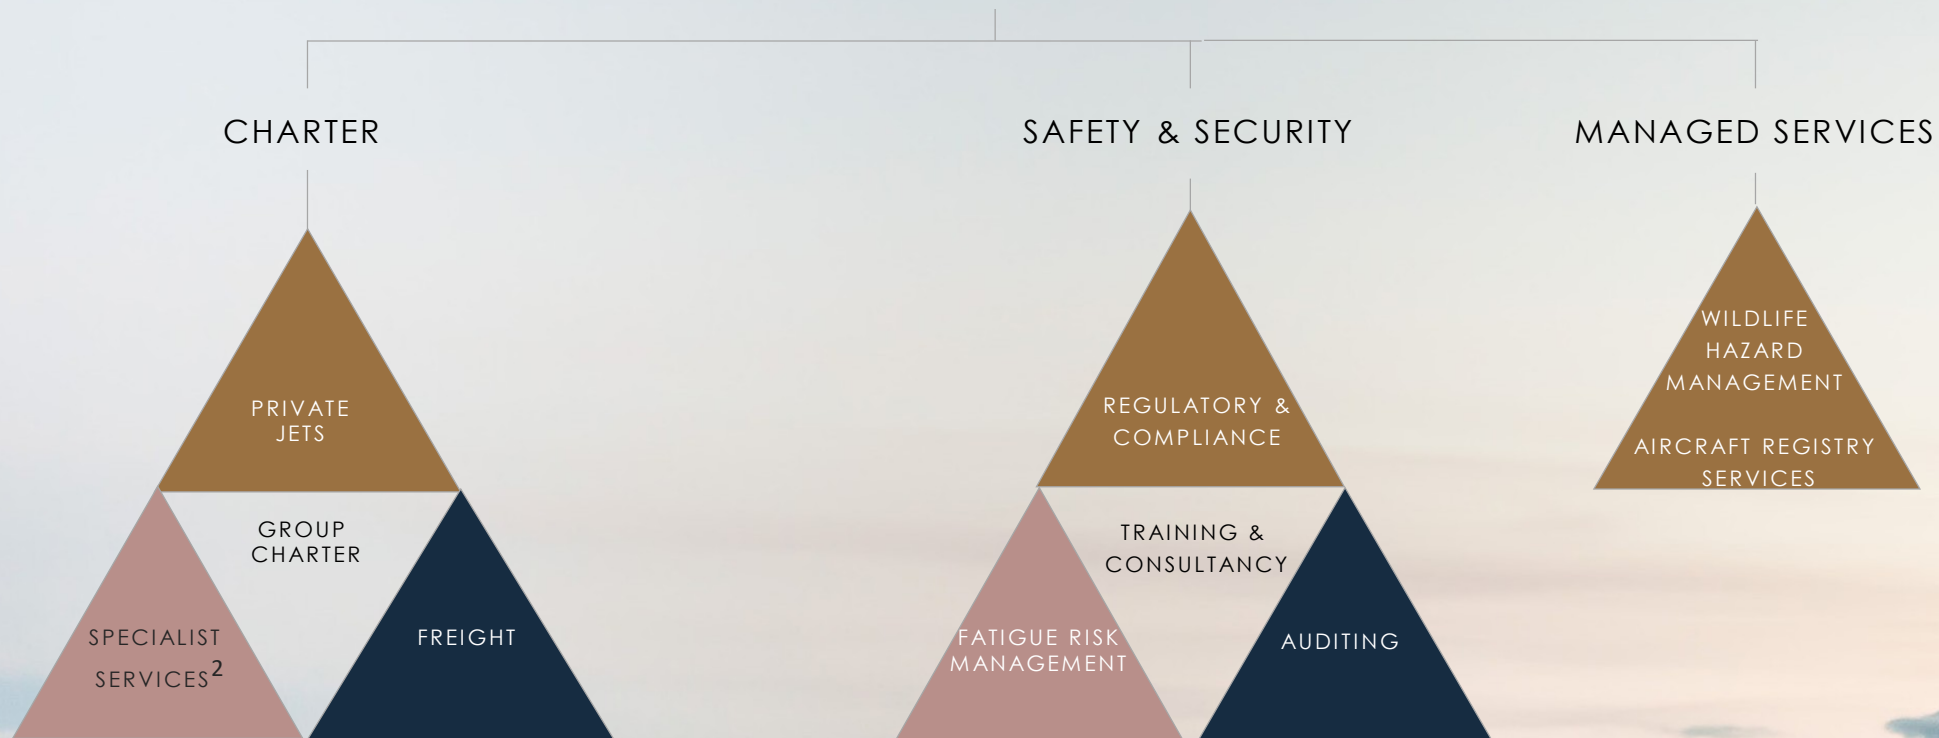 CHARTER
SAFETY & SECURITY
MANAGED SERVICES
PRIVATE
JETS
GROUP
CHARTER
SPECIALIST
SERVICES²
FREIGHT
REGULATORY &
COMPLIANCE
TRAINING &
CONSULTANCY
FATIGUE RISK
MANAGEMENT
AUDITING
WILDLIFE
HAZARD
MANAGEMENT
AIRCRAFT REGISTRY
SERVICES